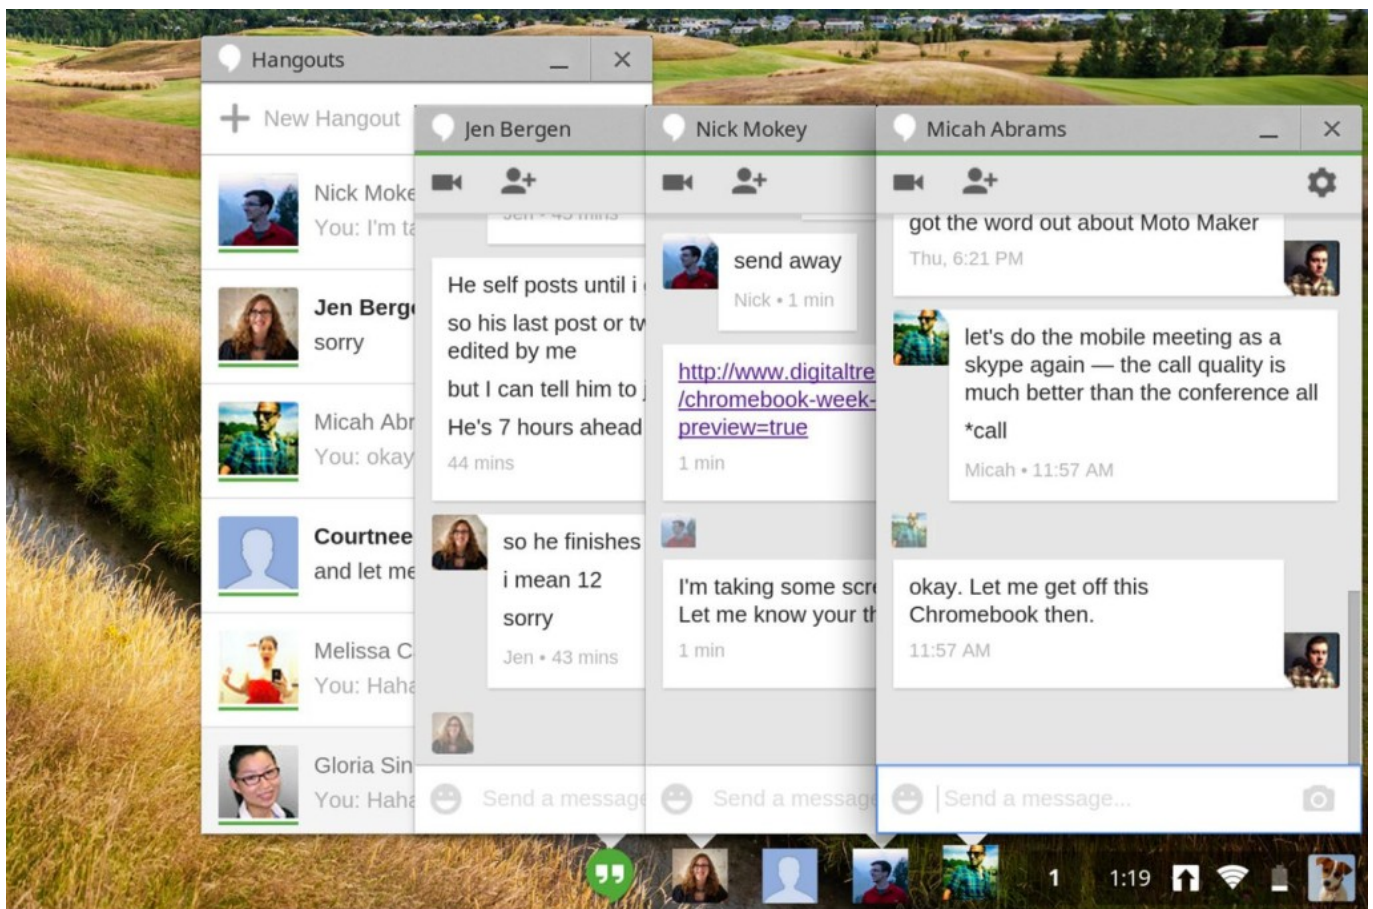 Hangouts
New Hangout
Nick Moke
You: I'm ta
Jen Berge
sorry
Micah Abr
You: okay
Courtnee
and let me
Melissa C
You: Haha
Gloria Sin
You: Haha
Jen Bergen
Jen • 45 mins
He self posts until i
so his last post or tw
edited by me
but I can tell him to j
He's 7 hours ahead
44 mins
so he finishes
i mean 12
sorry
Jen • 43 mins
Send a message
Nick Mokey
send away
Nick • 1 min
http://www.digitaltre
/chromebook-week-
preview=true
1 min
I'm taking some scre
Let me know your th
1 min
Send a message
Micah Abrams
got the word out about Moto Maker
Thu, 6:21 PM
let's do the mobile meeting as a
skype again — the call quality is
much better than the conference all
*call
Micah • 11:57 AM
okay. Let me get off this
Chromebook then.
11:57 AM
Send a message...
1
1:19